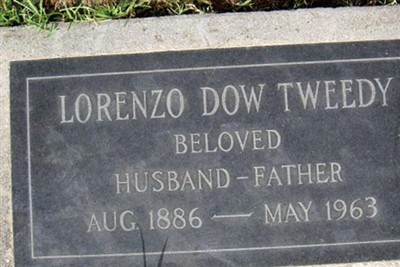 LORENZO DOW TWEEDY
BELOVED
HUSBAND - FATHER
AUG. 1886 — MAY 1963